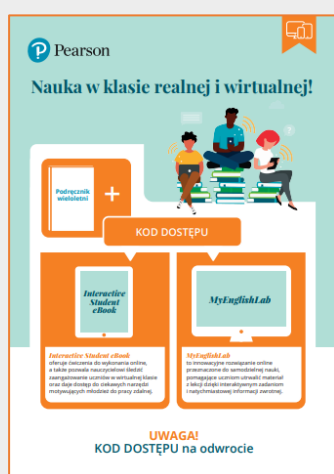 Pearson
Nauka w klasie realnej i wirtualnej!
Podręcznik
wieloletni
+
KOD DOSTĘPU
Interactive
Student
eBook
MyEnglishLab
Interactive Student eBook
oferuje ćwiczenia do wykonania online,
a także pozwala nauczycielowi śledzić
zaangażowanie uczniów w wirtualnej klasie
oraz daje dostęp do ciekawych narzędzi
motywujących młodzież do pracy zdalnej.
MyEnglishLab
to innowacyjne rozwiązanie online
przeznaczone do samodzielnej nauki,
pomagające uczniom utrwalić materiał
z lekcji dzięki interaktywnym zadaniom
i natychmiastowej informacji zwrotnej.
UWAGA!
KOD DOSTĘPU na odwrocie